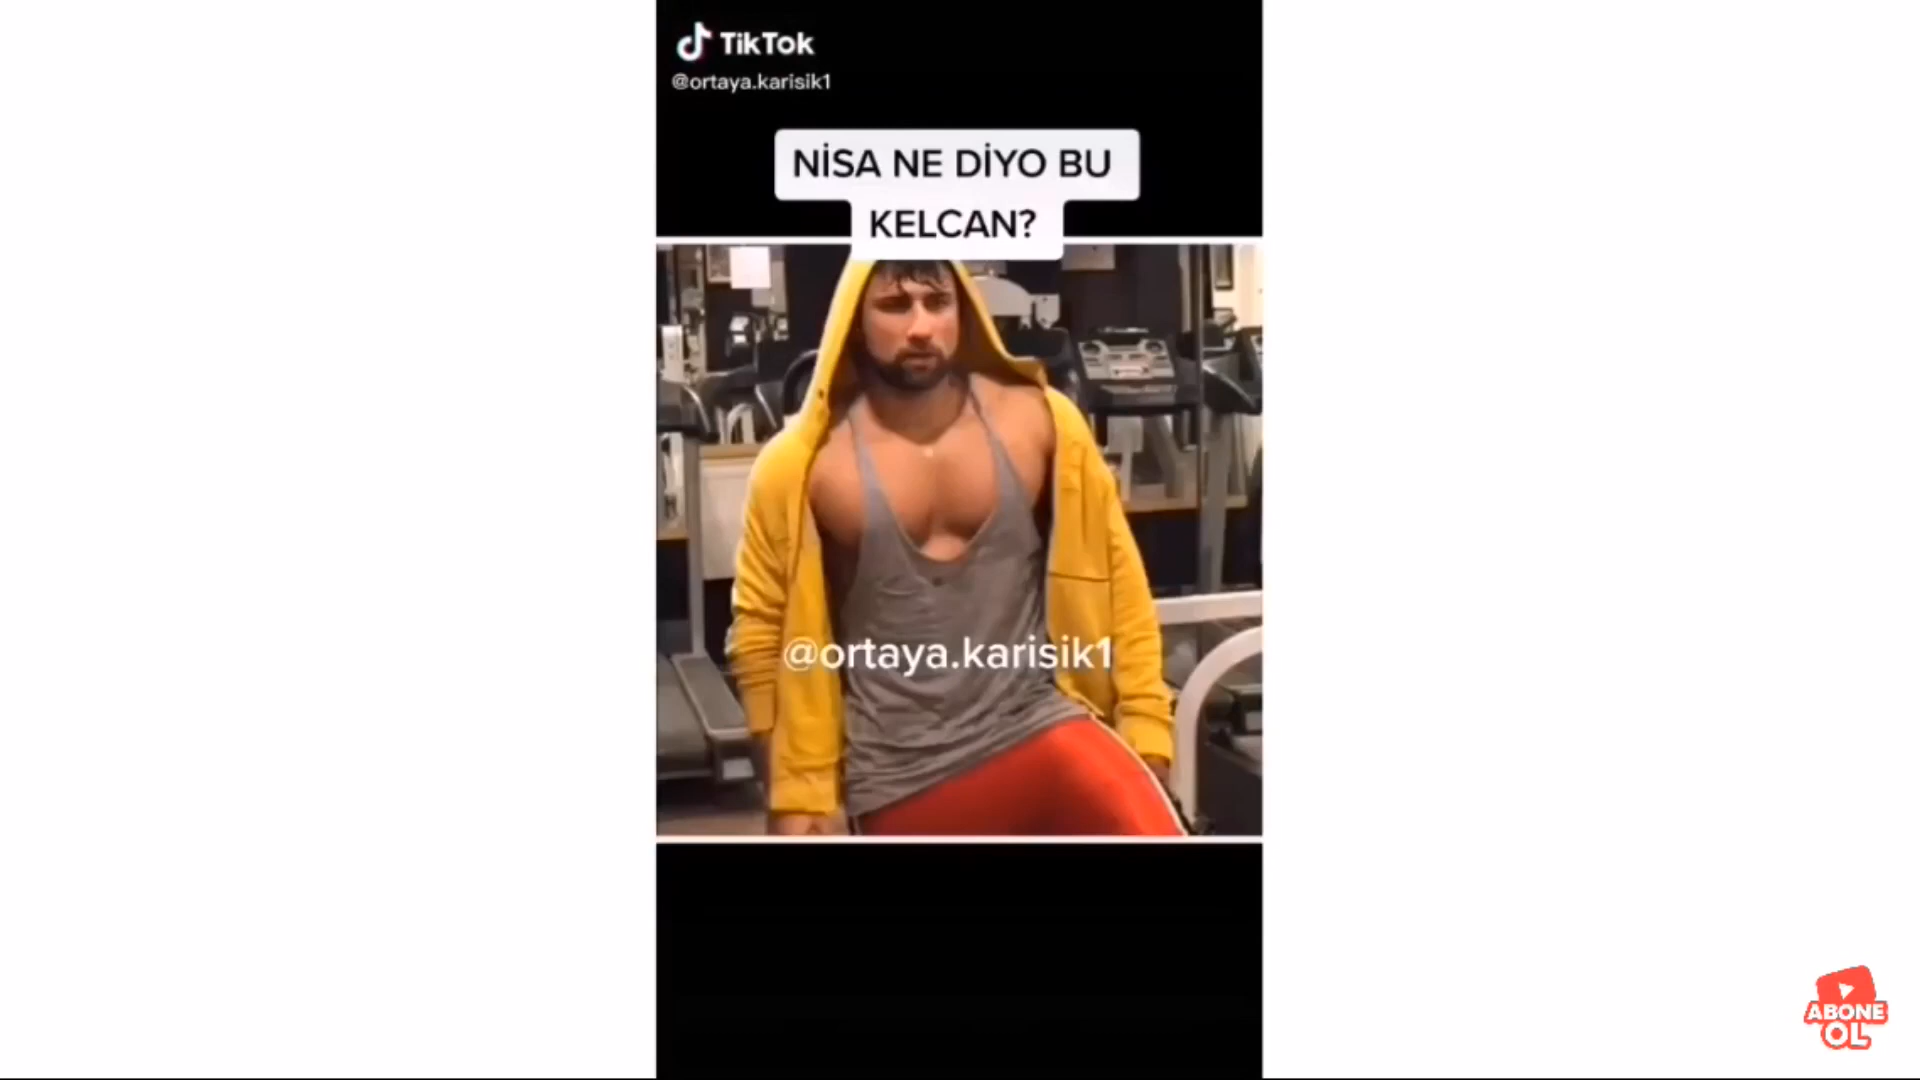 TikTok
@ortaya.karisik1
NİSA NE DİYO BU
KELCAN?
@ortaya.karisik1
ABONE
OL